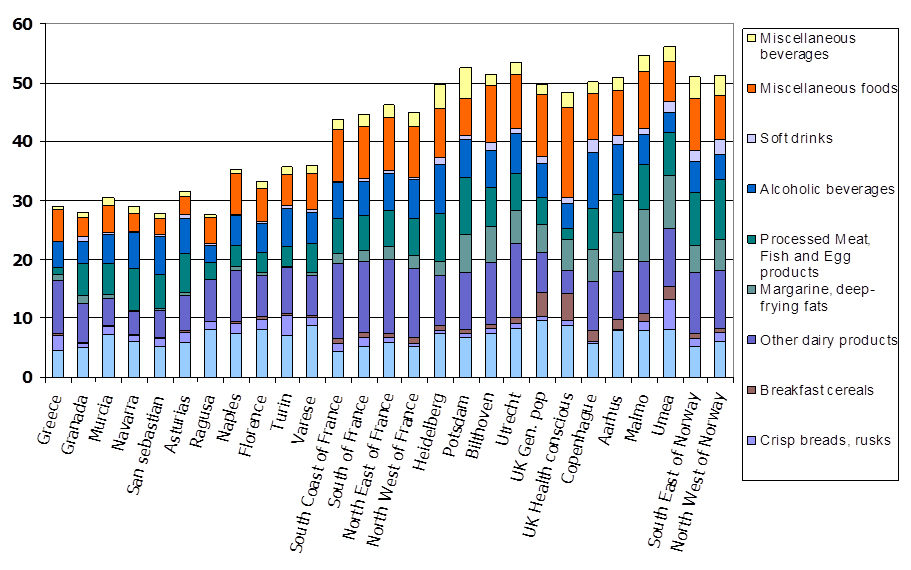 60
50
40
30
20
10
0
Greece
Granada
Murcia
Navarra
San sebastian
Asturias
Ragusa
Naples
Florence
Turin
Varese
South Coast of France
South of France
North East of France
North West of France
Heidelberg
Potsdam
Bilthoven
Utrecht
UK Gen. pop
UK Health conscious
Copenhague
Aarhus
Malmo
Umea
South East of Norway
North West of Norway
Miscellaneous
beverages
Miscellaneous foods
Soft drinks
Alcoholic beverages
Processed Meat,
Fish and Egg
products
Margarine, deep-
frying fats
Other dairy products
Breakfast cereals
Crisp breads, rusks